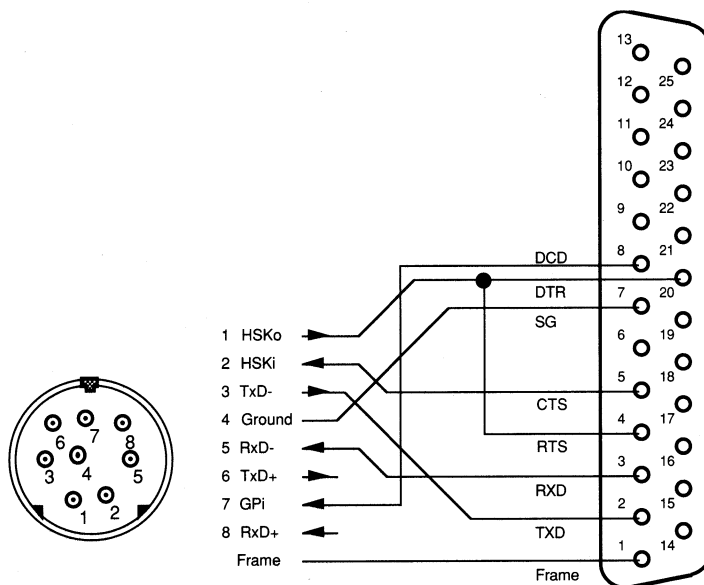 13
25
12
24
11
23
10
22
9
21
8
DCD
20
DTR
7
SG
19
6
1 HSKo
2 HSKi
18
5
3 TxD-
CTS
17
4 Ground
4
RTS
5 RxD-
16
3
6 TxD+
RXD
7 GPi
15
2
8 RxD+
TXD
14
1
Frame
Frame
6
7
8
3
4
5
1
2